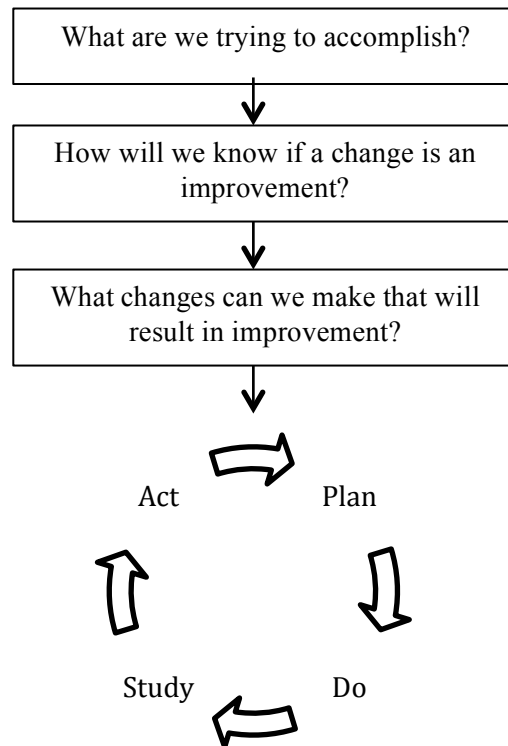 What are we trying to accomplish?
How will we know if a change is an
improvement?
What changes can we make that will
result in improvement?
Act
Plan
Study
Do